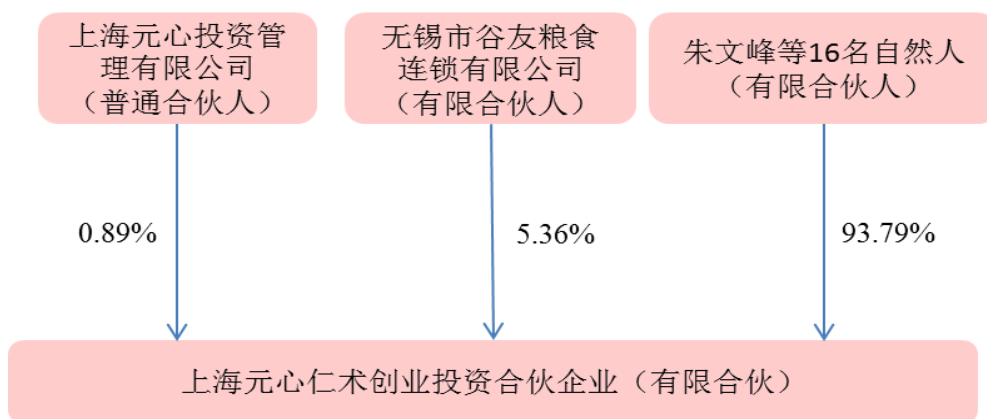 上海元心投资管
理有限公司
（普通合伙人）
无锡市谷友粮食
连锁有限公司
（有限合伙人）
朱文峰等16名自然人
（有限合伙人）
0.89%
5.36%
93.79%
上海元心仁术创业投资合伙企业（有限合伙）